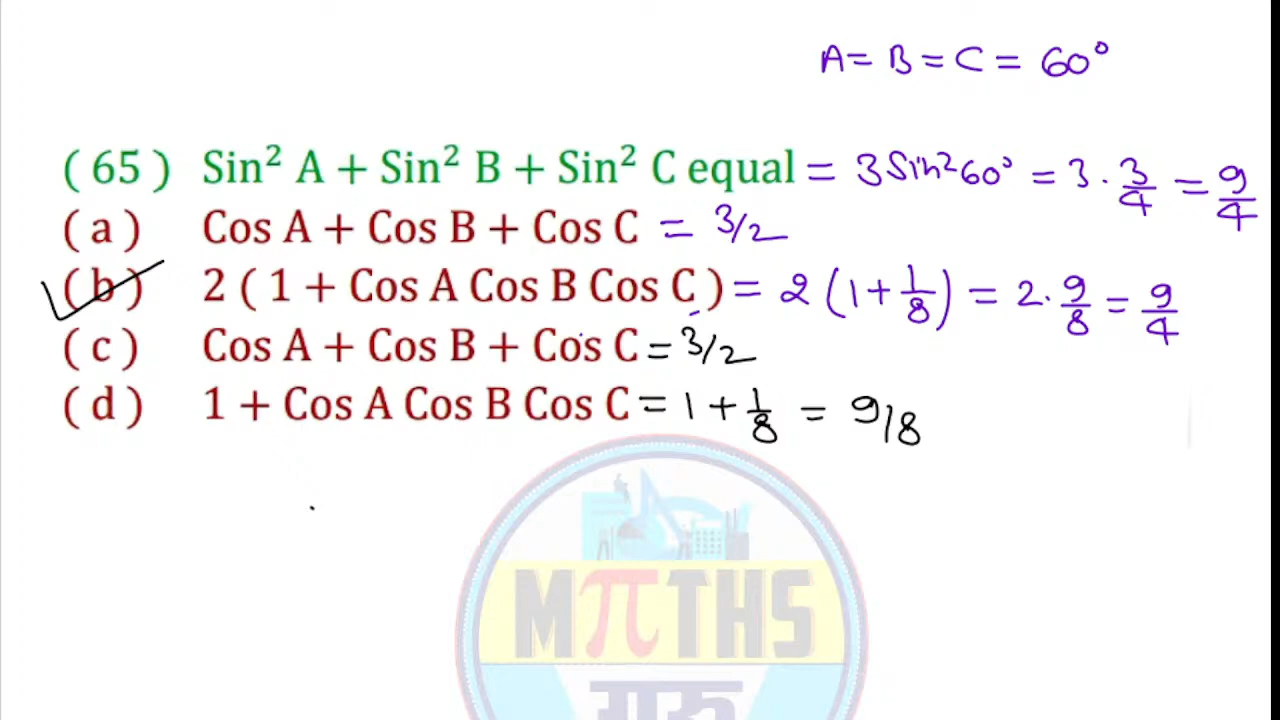 A = B = C = 60°
( 65 ) Sin² A + Sin² B + Sin² C equal = 3 Sin² 60° = 3 . 3/4 = 9/4
( a ) Cos A + Cos B + Cos C = 3/2
( b ) 2 ( 1 + Cos A Cos B Cos C ) = 2 ( 1 + 1/8 ) = 2 . 9/8 = 9/4
( c ) Cos A + Cos B + Cos C = 3/2
( d ) 1 + Cos A Cos B Cos C = 1 + 1/8 = 9/8
MπTHS
गुरु